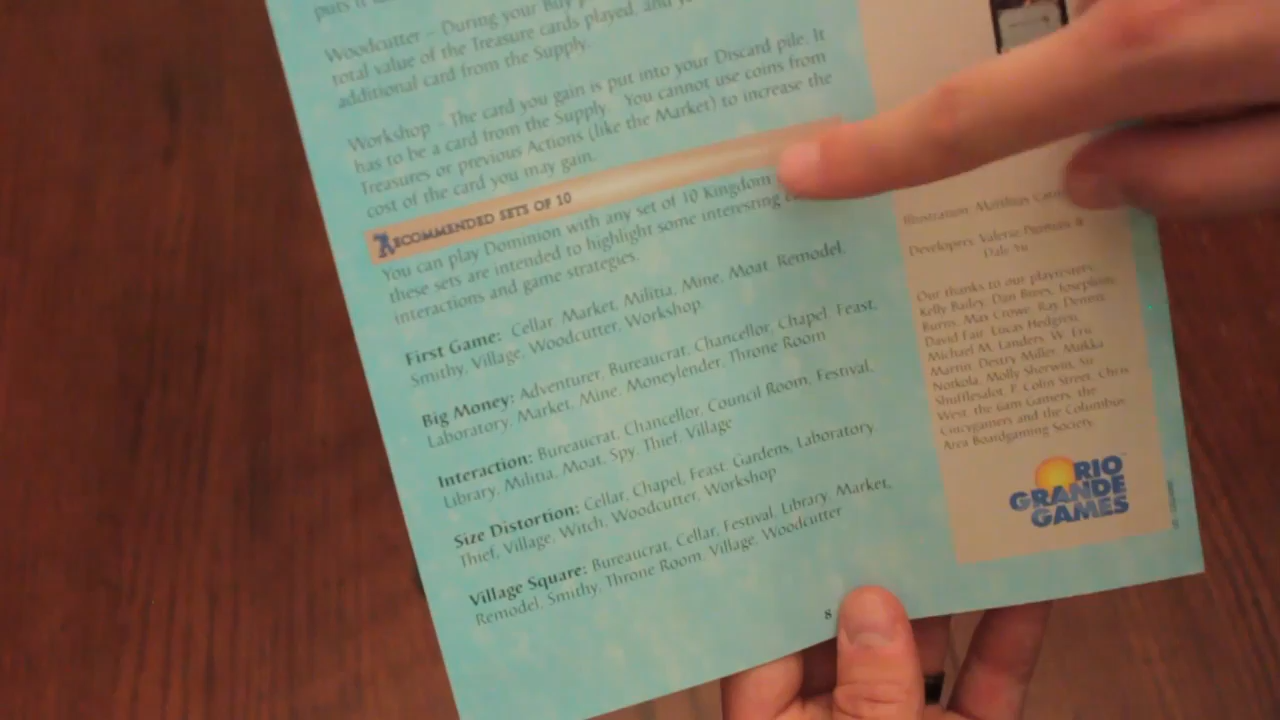 puts it
Woodcutter – During your Buy
total value of the Treasure cards played, and
additional card from the Supply.
Workshop – The card you gain is put into your Discard pile. It
has to be a card from the Supply. You cannot use coins from
Treasures or previous Actions (like the Market) to increase the
cost of the card you may gain.
RECOMMENDED SETS OF 10
You can play Dominion with any set of 10 Kingdom
these sets are intended to highlight some interesting
interactions and game strategies.
First Game: Cellar, Market, Militia, Mine, Moat, Remodel,
Smithy, Village, Woodcutter, Workshop.
Big Money: Adventurer, Bureaucrat, Chancellor, Chapel, Feast,
Laboratory, Market, Mine, Moneylender, Throne Room
Interaction: Bureaucrat, Chancellor, Council Room, Festival,
Library, Militia, Moat, Spy, Thief, Village
Size Distortion: Cellar, Chapel, Feast, Gardens, Laboratory,
Thief, Village, Witch, Woodcutter, Workshop
Village Square: Bureaucrat, Cellar, Festival, Library, Market,
Remodel, Smithy, Throne Room, Village, Woodcutter
8
Illustration: Matthias
Developers: Valerie Putman &
Dale Yu
Our thanks to our playtesters:
Kelly Bailey, Dan Brees, Josephine
Burns, Max Crowe, Ray Dennis,
David Fair, Lucas Hedgren,
Michael M. Landers, W. Eric
Martin, Destry Miller, Miikka
Notkola, Molly Sherwin, Sir
Shufflesalot, P. Colin Street, Chris
West, the 6am Gamers, the
Cincygamers and the Columbus
Area Boardgaming Society.
RIO
GRANDE
GAMES